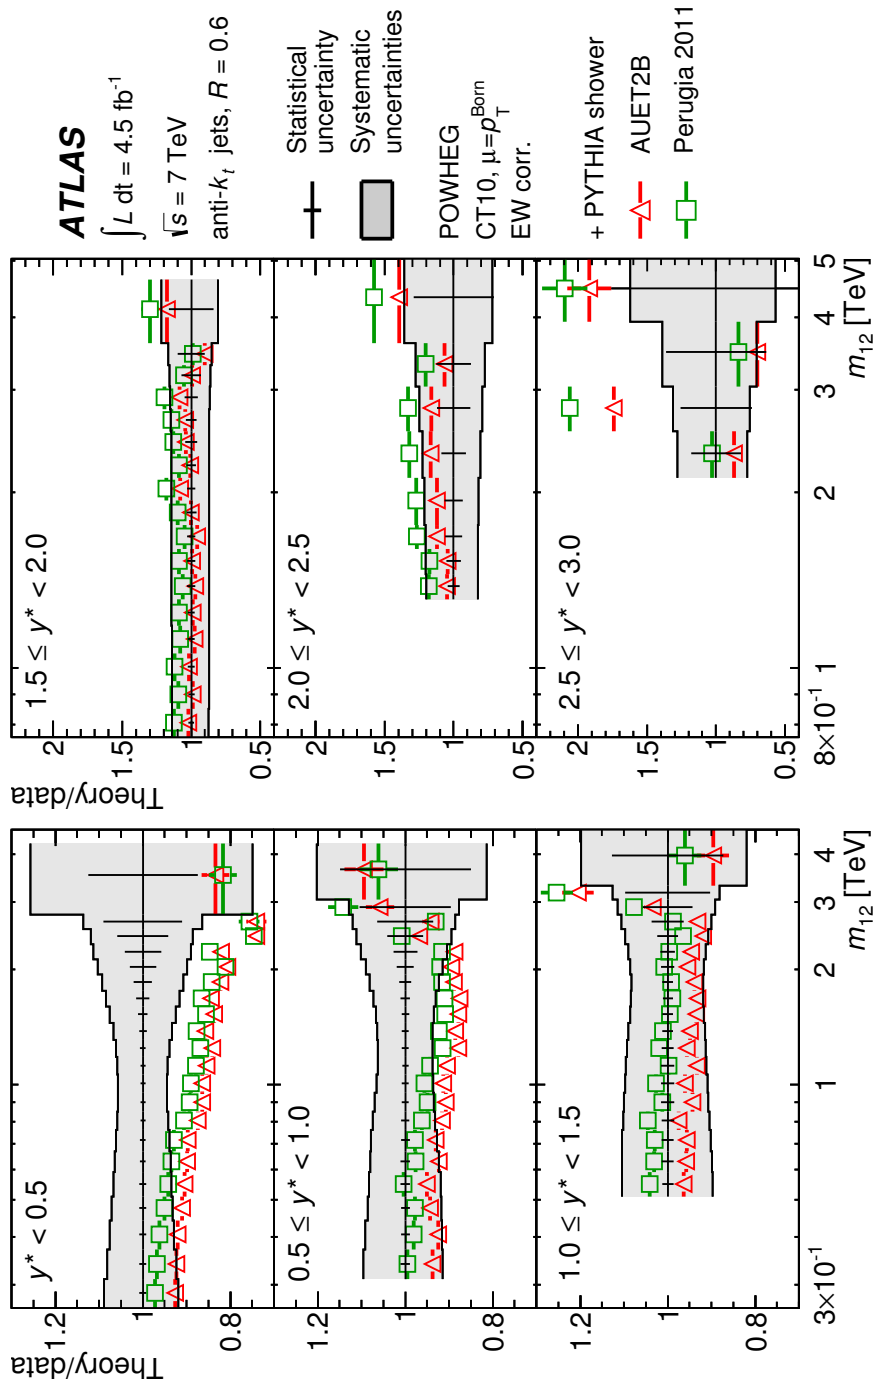 Theory/data
1.2
1
0.8
y* < 0.5
1.2
1
0.8
0.5 ≤ y* < 1.0
1.2
1
0.8
1.0 ≤ y* < 1.5
3×10⁻¹
1
2
3
4
m₁₂ [TeV]
Theory/data
2
1.5
1
0.5
1.5 ≤ y* < 2.0
2
1.5
1
2.0 ≤ y* < 2.5
2
1.5
1
0.5
2.5 ≤ y* < 3.0
8×10⁻¹
1
2
3
4
5
m₁₂ [TeV]
ATLAS
∫ L dt = 4.5 fb⁻¹
√s = 7 TeV
anti-kₜ jets, R = 0.6
Statistical
uncertainty
Systematic
uncertainties
POWHEG
CT10, μ=p_T^Born
EW corr.
+ PYTHIA shower
AUET2B
Perugia 2011